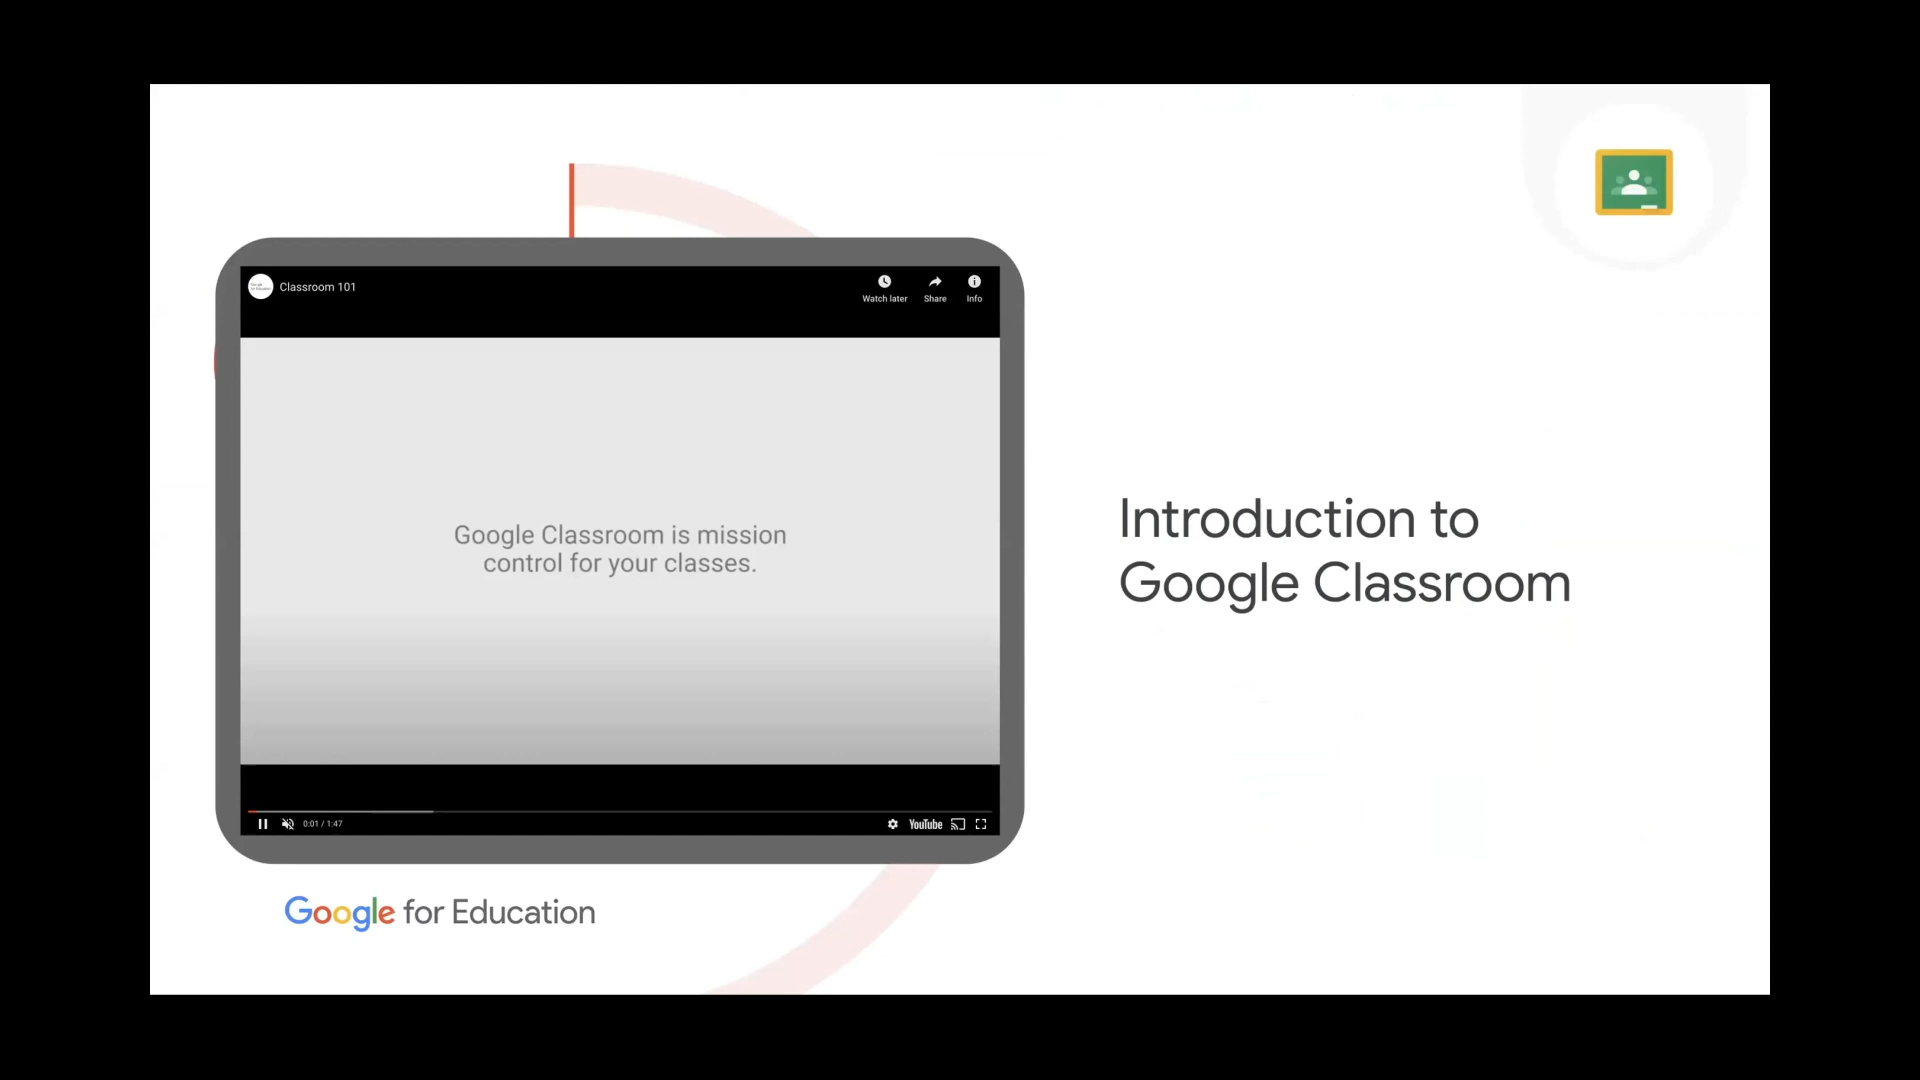 Classroom 101
Watch later
Share
Info
Google Classroom is mission
control for your classes.
0:01 / 1:47
YouTube
Introduction to
Google Classroom
Google for Education